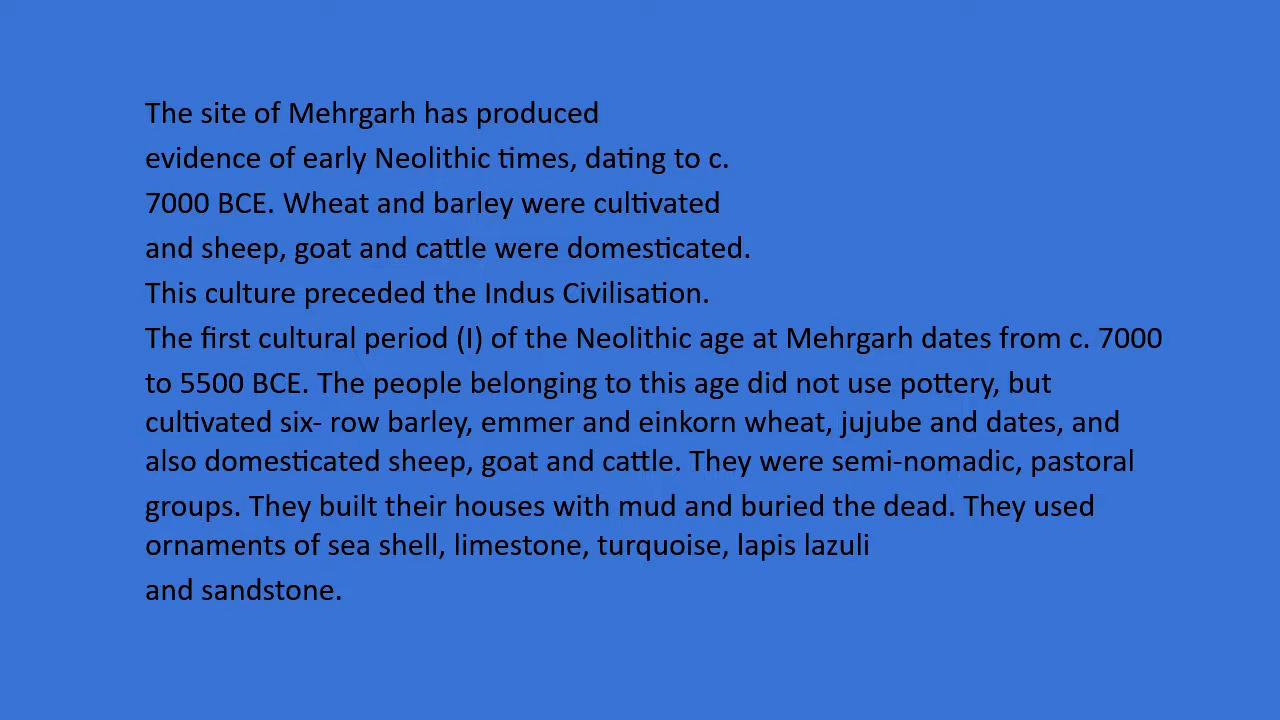 The site of Mehrgarh has produced
evidence of early Neolithic times, dating to c.
7000 BCE. Wheat and barley were cultivated
and sheep, goat and cattle were domesticated.
This culture preceded the Indus Civilisation.
The first cultural period (I) of the Neolithic age at Mehrgarh dates from c. 7000
to 5500 BCE. The people belonging to this age did not use pottery, but
cultivated six- row barley, emmer and einkorn wheat, jujube and dates, and
also domesticated sheep, goat and cattle. They were semi-nomadic, pastoral
groups. They built their houses with mud and buried the dead. They used
ornaments of sea shell, limestone, turquoise, lapis lazuli
and sandstone.